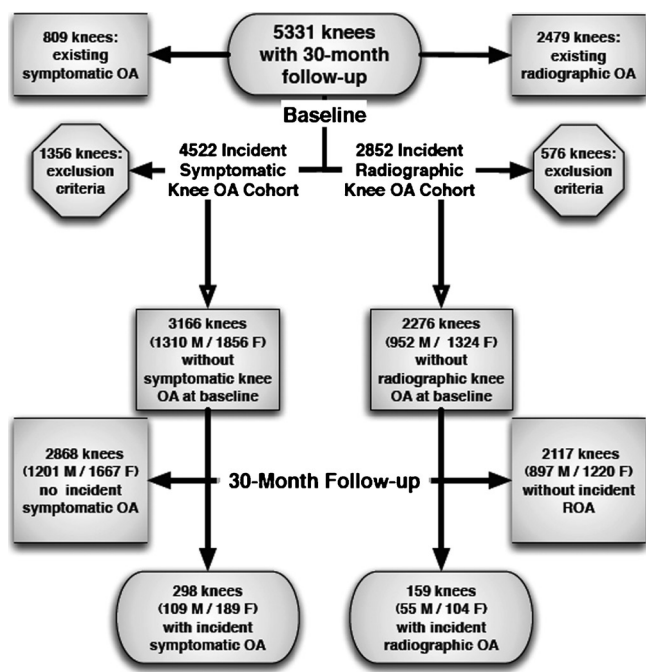 809 knees:
existing
symptomatic OA
5331 knees
with 30-month
follow-up
2479 knees:
existing
radiographic OA
Baseline
1356 knees:
exclusion
criteria
4522 Incident
Symptomatic
Knee OA Cohort
2852 Incident
Radiographic
Knee OA Cohort
576 knees:
exclusion
criteria
3166 knees
(1310 M / 1856 F)
without
symptomatic knee
OA at baseline
2276 knees
(952 M / 1324 F)
without
radiographic knee
OA at baseline
2868 knees
(1201 M / 1667 F)
no incident
symptomatic OA
30-Month Follow-up
2117 knees
(897 M / 1220 F)
without incident
ROA
298 knees
(109 M / 189 F)
with incident
symptomatic OA
159 knees
(55 M / 104 F)
with incident
radiographic OA